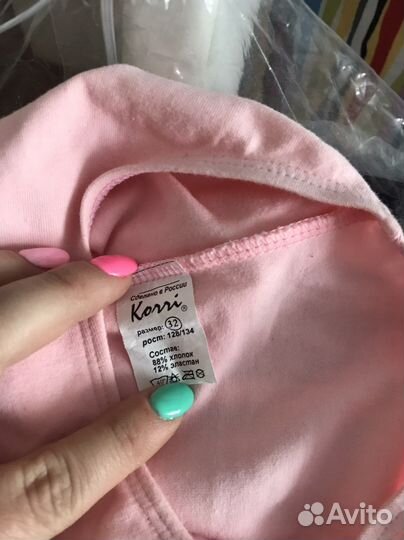 Сделано в России
Korri®
размер: 32
рост: 128/134
Состав:
88% хлопок
12% эластан
Avito